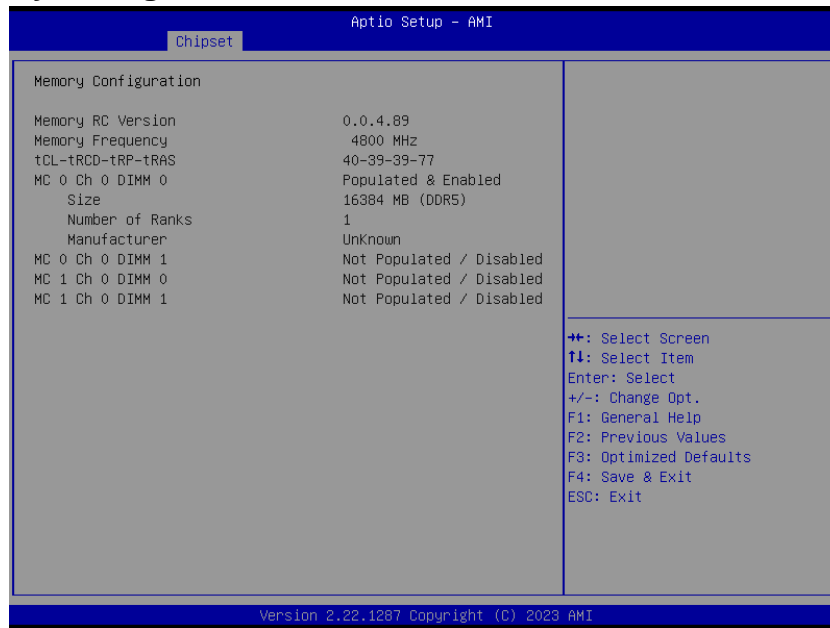 Aptio Setup – AMI
Chipset
Memory Configuration
Memory RC Version 0.0.4.89
Memory Frequency 4800 MHz
tCL-tRCD-tRP-tRAS 40-39-39-77
MC 0 Ch 0 DIMM 0 Populated & Enabled
Size 16384 MB (DDR5)
Number of Ranks 1
Manufacturer UnKnown
MC 0 Ch 0 DIMM 1 Not Populated / Disabled
MC 1 Ch 0 DIMM 0 Not Populated / Disabled
MC 1 Ch 0 DIMM 1 Not Populated / Disabled
→←: Select Screen
↑↓: Select Item
Enter: Select
+/-: Change Opt.
F1: General Help
F2: Previous Values
F3: Optimized Defaults
F4: Save & Exit
ESC: Exit
Version 2.22.1287 Copyright (C) 2023 AMI